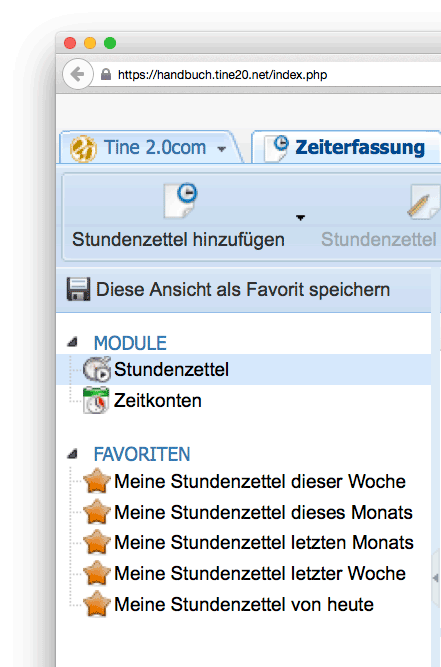 https://handbuch.tine20.net/index.php
Tine 2.0com
Zeiterfassung
Stundenzettel hinzufügen
Stundenzettel
Diese Ansicht als Favorit speichern
MODULE
Stundenzettel
Zeitkonten
FAVORITEN
Meine Stundenzettel dieser Woche
Meine Stundenzettel dieses Monats
Meine Stundenzettel letzten Monats
Meine Stundenzettel letzter Woche
Meine Stundenzettel von heute